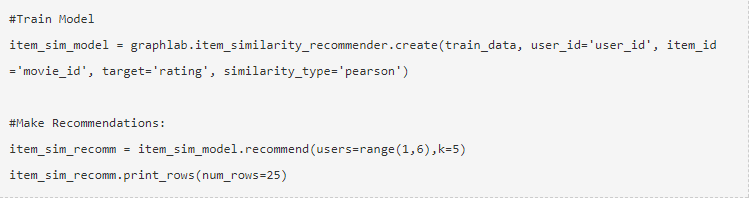 #Train Model
item_sim_model = graphlab.item_similarity_recommender.create(train_data, user_id='user_id', item_id
='movie_id', target='rating', similarity_type='pearson')
#Make Recommendations:
item_sim_recomm = item_sim_model.recommend(users=range(1,6),k=5)
item_sim_recomm.print_rows(num_rows=25)